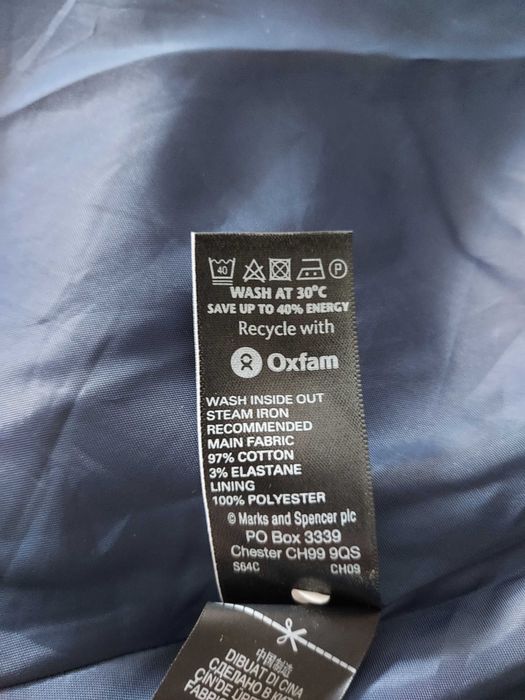 40 P
WASH AT 30°C
SAVE UP TO 40% ENERGY
Recycle with
Oxfam
WASH INSIDE OUT
STEAM IRON
RECOMMENDED
MAIN FABRIC
97% COTTON
3% ELASTANE
LINING
100% POLYESTER
© Marks and Spencer plc
PO Box 3339
Chester CH99 9QS
S64C CH09
中国制造
DIBUAT DI CINA
СДЕЛАНО В К